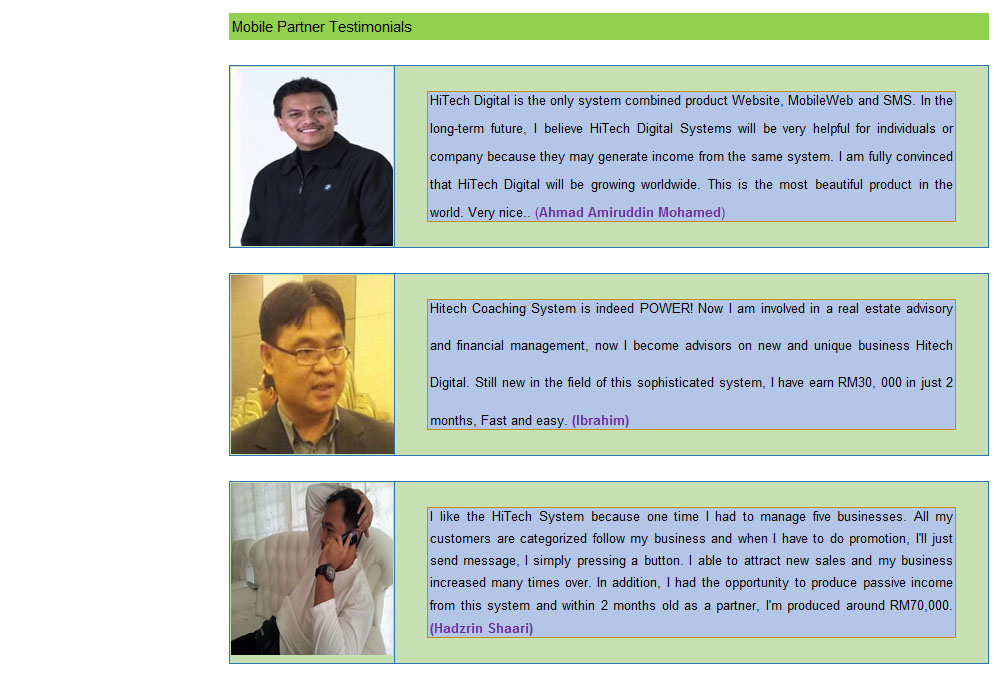 Mobile Partner Testimonials
HiTech Digital is the only system combined product Website, MobileWeb and SMS. In the
long-term future, I believe HiTech Digital Systems will be very helpful for individuals or
company because they may generate income from the same system. I am fully convinced
that HiTech Digital will be growing worldwide. This is the most beautiful product in the
world. Very nice.. (Ahmad Amiruddin Mohamed)
Hitech Coaching System is indeed POWER! Now I am involved in a real estate advisory
and financial management, now I become advisors on new and unique business Hitech
Digital. Still new in the field of this sophisticated system, I have earn RM30, 000 in just 2
months, Fast and easy. (Ibrahim)
I like the HiTech System because one time I had to manage five businesses. All my
customers are categorized follow my business and when I have to do promotion, I'll just
send message, I simply pressing a button. I able to attract new sales and my business
increased many times over. In addition, I had the opportunity to produce passive income
from this system and within 2 months old as a partner, I'm produced around RM70,000.
(Hadzrin Shaari)